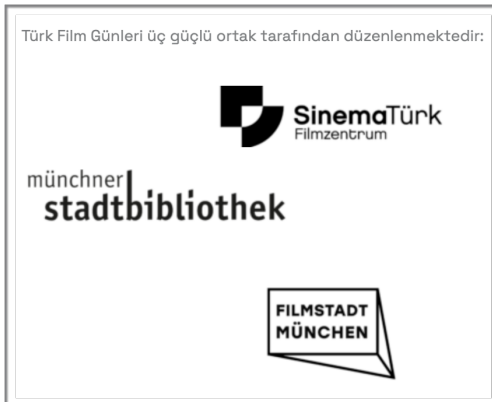 Türk Film Günleri üç güçlü ortak tarafından düzenlenmektedir:
SinemaTürk
Filmzentrum
münchner
stadtbibliothek
FILMSTADT
MÜNCHEN